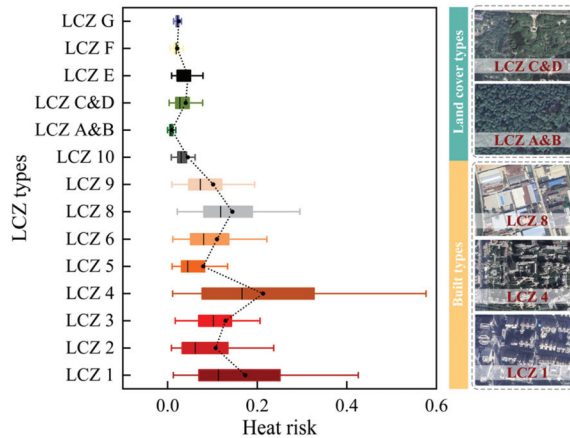 LCZ types
LCZ G
LCZ F
LCZ E
LCZ C&D
LCZ A&B
LCZ 10
LCZ 9
LCZ 8
LCZ 6
LCZ 5
LCZ 4
LCZ 3
LCZ 2
LCZ 1
0.0 0.2 0.4 0.6
Heat risk
Land cover types
Built types
LCZ C&D
LCZ A&B
LCZ 8
LCZ 4
LCZ 1